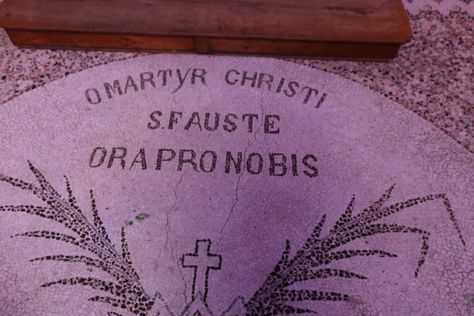 O MARTYR CHRISTI
S. FAUSTE
ORA PRO NOBIS